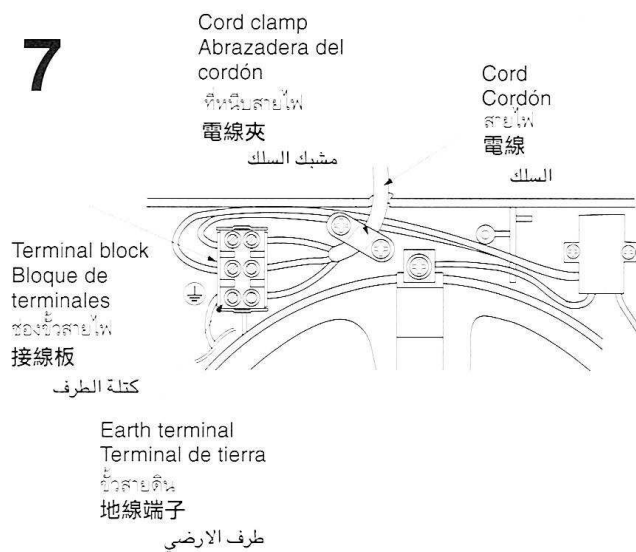 7
Cord clamp
Abrazadera del
cordón
ที่หนีบสายไฟ
電線夾
مشبك السلك
Cord
Cordón
สายไฟ
電線
السلك
Terminal block
Bloque de
terminales
ช่องขั้วสายไฟ
接線板
كتلة الطرف
Earth terminal
Terminal de tierra
ขั้วสายดิน
地線端子
طرف الارضي